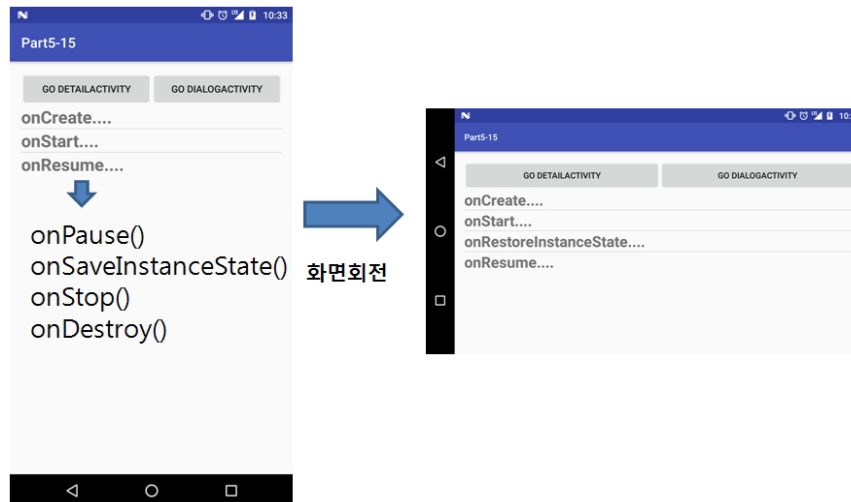 10:33
Part5-15
GO DETAILACTIVITY GO DIALOGACTIVITY
onCreate....
onStart....
onResume....
onPause()
onSaveInstanceState()
onStop()
onDestroy()
화면회전
10:
Part5-15
GO DETAILACTIVITY GO DIALOGACTIVITY
onCreate....
onStart....
onRestoreInstanceState....
onResume....